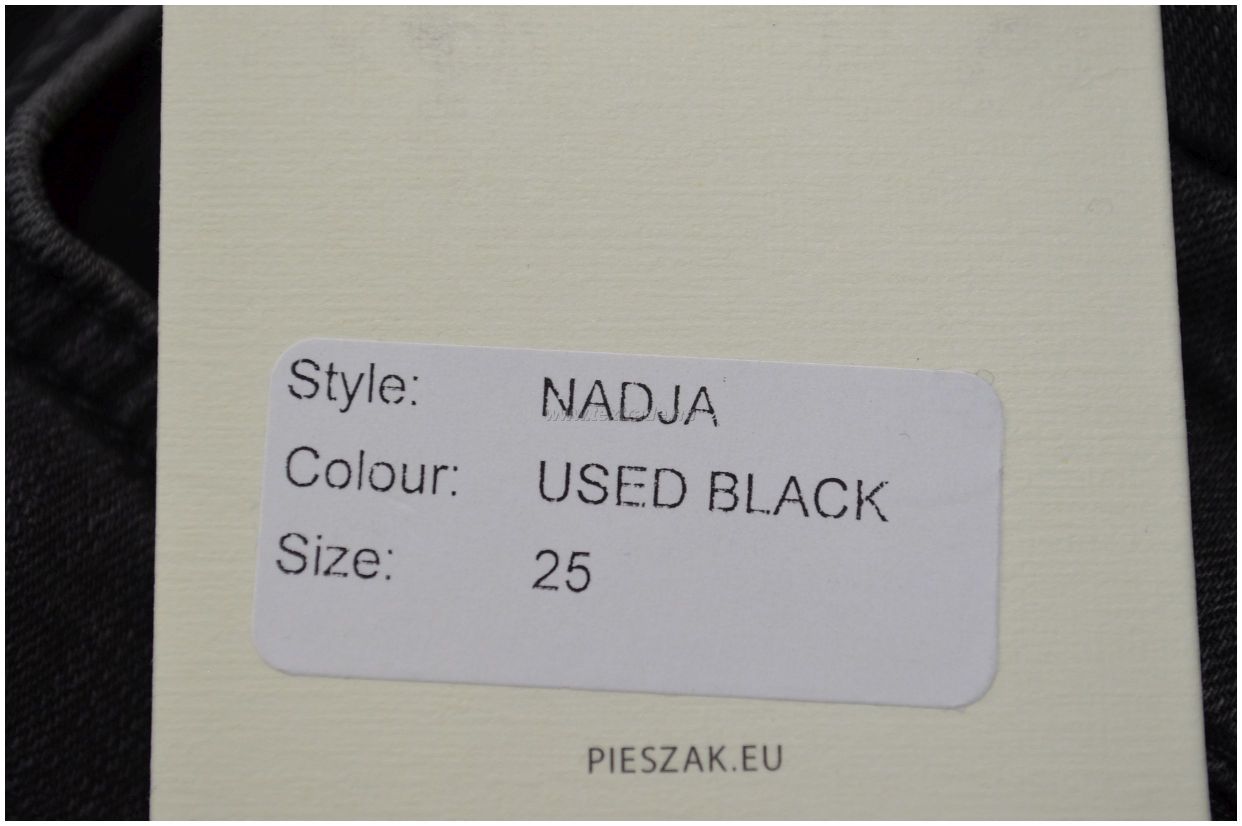 Style: NADJA
Colour: USED BLACK
Size: 25
PIESZAK.EU